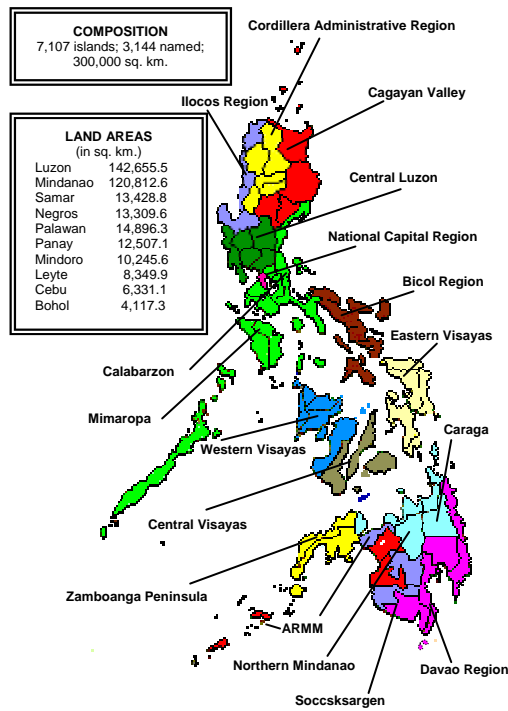 COMPOSITION
7,107 islands; 3,144 named;
300,000 sq. km.
Cordillera Administrative Region
Ilocos Region
Cagayan Valley
LAND AREAS
(in sq. km.)
Luzon 142,655.5
Mindanao 120,812.6
Samar 13,428.8
Negros 13,309.6
Palawan 14,896.3
Panay 12,507.1
Mindoro 10,245.6
Leyte 8,349.9
Cebu 6,331.1
Bohol 4,117.3
Central Luzon
National Capital Region
Bicol Region
Eastern Visayas
Calabarzon
Mimaropa
Caraga
Western Visayas
Central Visayas
Zamboanga Peninsula
ARMM
Northern Mindanao
Davao Region
Soccsksargen